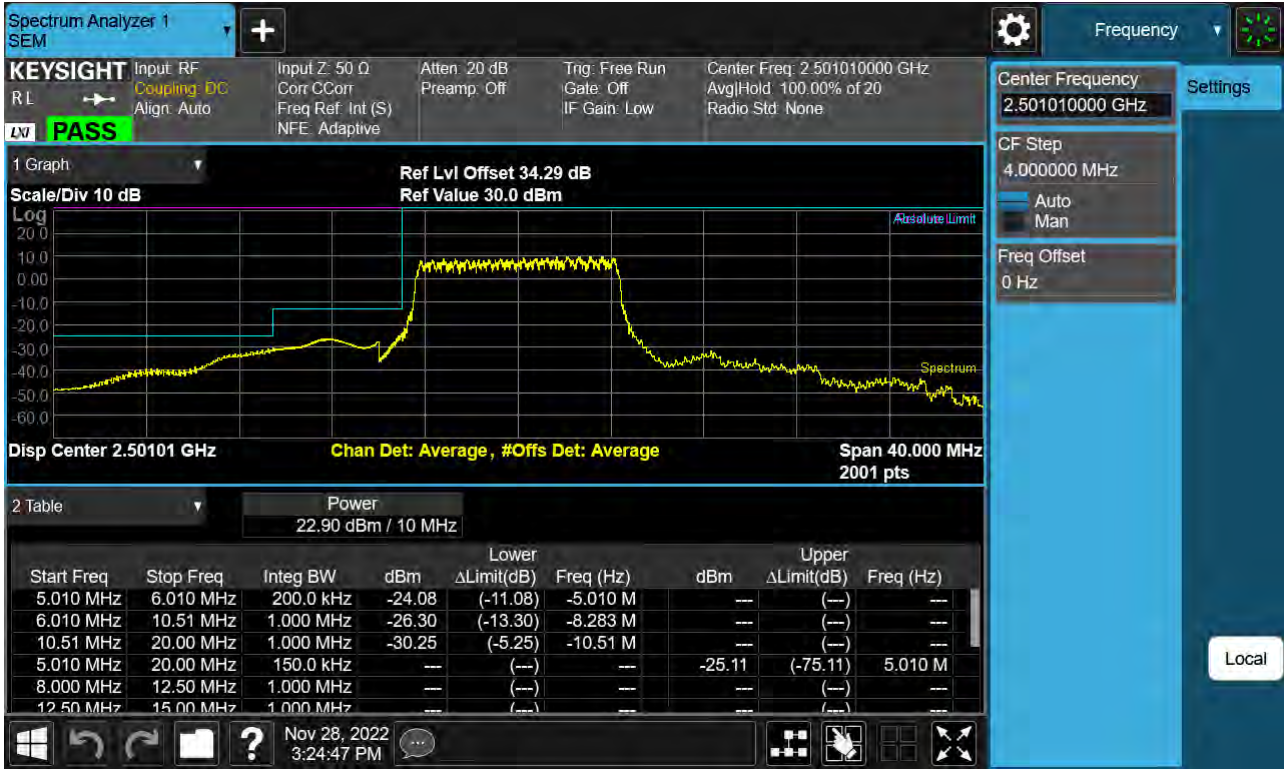 Spectrum Analyzer 1
SEM
Frequency
KEYSIGHT
RL
LXI
PASS
Input: RF
Coupling: DC
Align: Auto
Input Z: 50 Ω
Corr CCorr
Freq Ref: Int (S)
NFE: Adaptive
Atten: 20 dB
Preamp: Off
Trig: Free Run
Gate: Off
IF Gain: Low
Center Freq: 2.501010000 GHz
Avg|Hold: 100.00% of 20
Radio Std: None
Center Frequency
2.501010000 GHz
Settings
CF Step
4.000000 MHz
Auto
Man
Freq Offset
0 Hz
Local
1 Graph
Scale/Div 10 dB
Ref Lvl Offset 34.29 dB
Ref Value 30.0 dBm
Log
20.0
10.0
0.00
-10.0
-20.0
-30.0
-40.0
-50.0
-60.0
Absolute Limit
Spectrum
Disp Center 2.50101 GHz
Chan Det: Average, #Offs Det: Average
Span 40.000 MHz
2001 pts
2 Table
Power
22.90 dBm / 10 MHz
Lower Upper
Start Freq Stop Freq Integ BW dBm ΔLimit(dB) Freq (Hz) dBm ΔLimit(dB) Freq (Hz)
5.010 MHz 6.010 MHz 200.0 kHz -24.08 (-11.08) -5.010 M --- (---) ---
6.010 MHz 10.51 MHz 1.000 MHz -26.30 (-13.30) -8.283 M --- (---) ---
10.51 MHz 20.00 MHz 1.000 MHz -30.25 (-5.25) -10.51 M --- (---) ---
5.010 MHz 20.00 MHz 150.0 kHz --- (---) --- -25.11 (-75.11) 5.010 M
8.000 MHz 12.50 MHz 1.000 MHz --- (---) --- --- (---) ---
12.50 MHz 15.00 MHz 1.000 MHz --- (---) --- --- (---) ---
Nov 28, 2022
3:24:47 PM